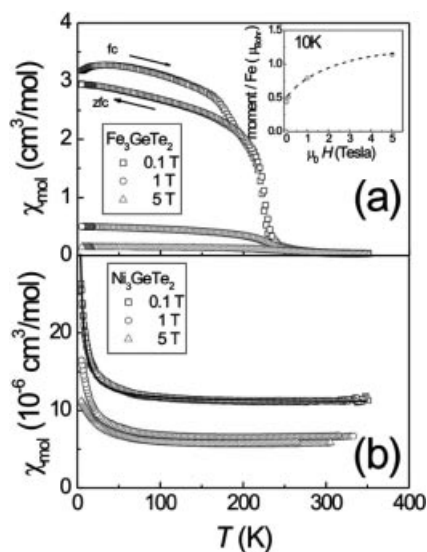 4
10K
fc
1.5
1.0
0.5
0.0
moment / Fe ( μBohr )
0 1 2 3 4 5
μ0 H (Tesla)
3
zfc
2
Fe3GeTe2
0.1 T
1 T
5 T
1
(a)
0
χmol (cm3/mol)
Ni3GeTe2
0.1 T
1 T
5 T
20
10
0
(b)
χmol (10-6 cm3/mol)
0 100 200 300 400
T (K)